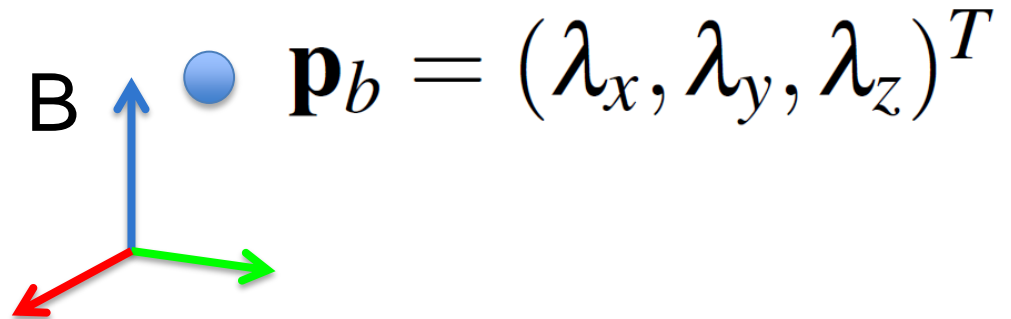 B
𝐩_b = (λ_x, λ_y, λ_z)^T